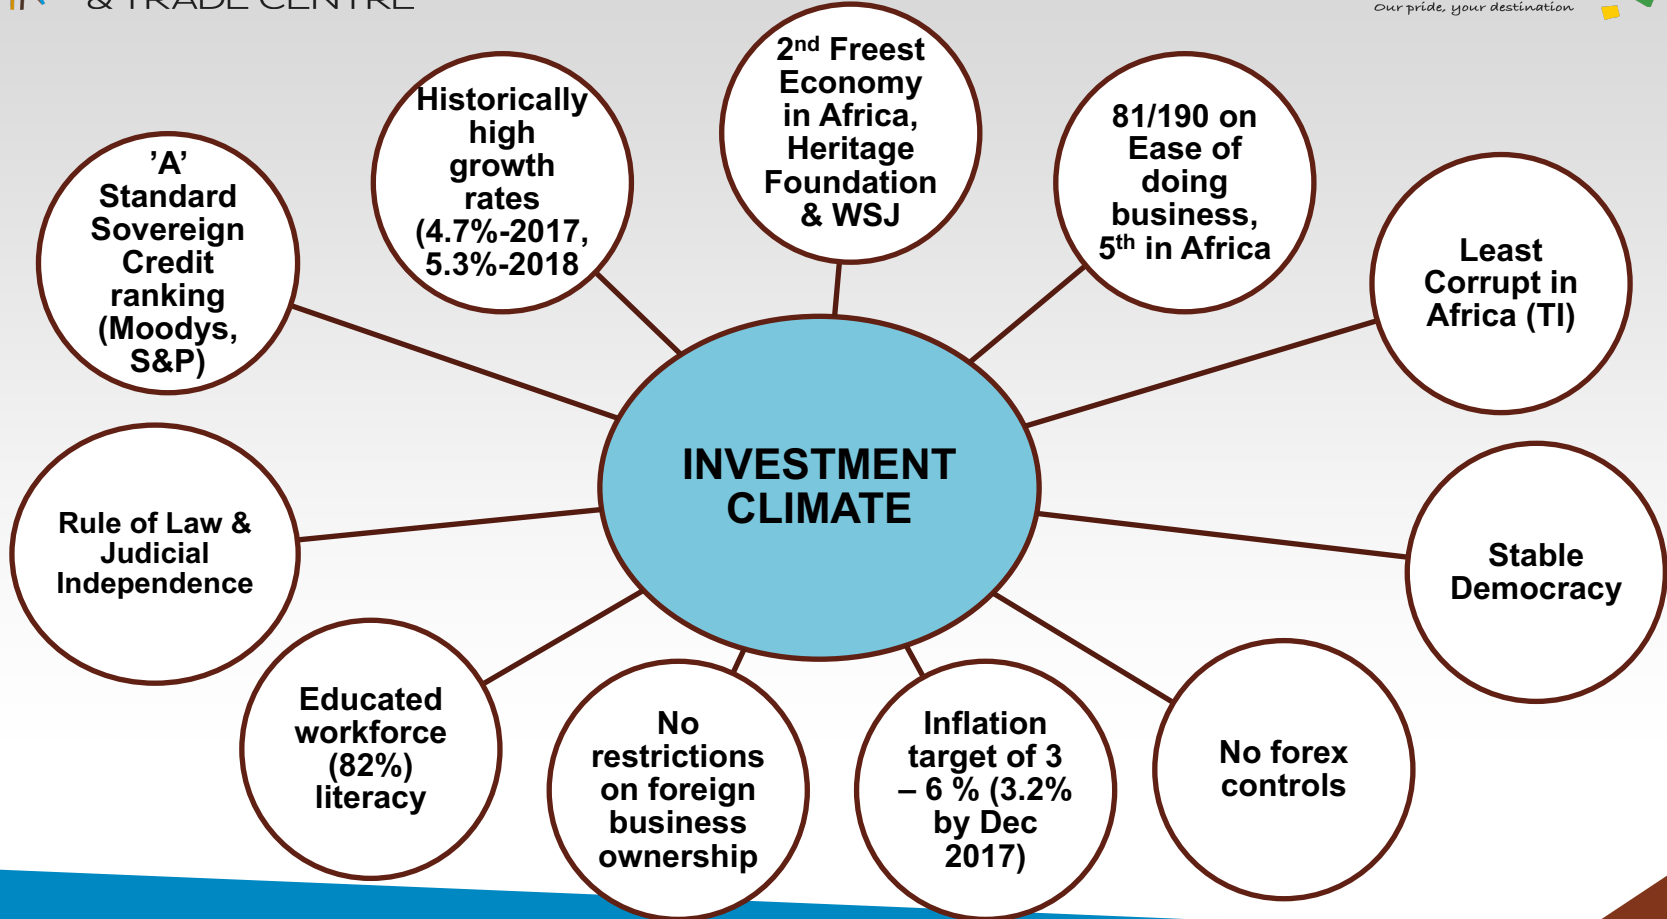 & TRADE CENTRE
Our pride, your destination
2nd Freest
Economy
in Africa,
Heritage
Foundation
& WSJ
Historically
high
growth
rates
(4.7%-2017,
5.3%-2018
81/190 on
Ease of
doing
business,
5th in Africa
’A’
Standard
Sovereign
Credit
ranking
(Moodys,
S&P)
Least
Corrupt in
Africa (TI)
INVESTMENT
CLIMATE
Rule of Law &
Judicial
Independence
Stable
Democracy
Educated
workforce
(82%)
literacy
No
restrictions
on foreign
business
ownership
Inflation
target of 3
– 6 % (3.2%
by Dec
2017)
No forex
controls